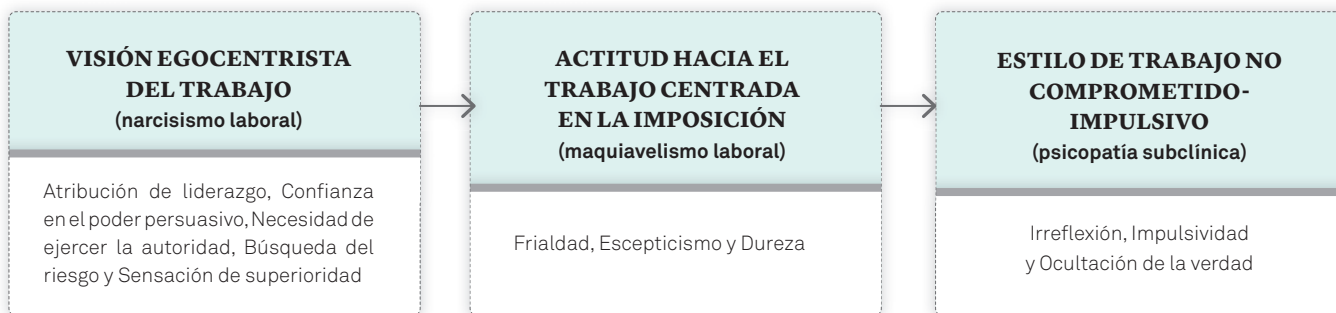 VISIÓN EGOCENTRISTA
DEL TRABAJO
(narcisismo laboral)
Atribución de liderazgo, Confianza
en el poder persuasivo, Necesidad de
ejercer la autoridad, Búsqueda del
riesgo y Sensación de superioridad
ACTITUD HACIA EL
TRABAJO CENTRADA
EN LA IMPOSICIÓN
(maquiavelismo laboral)
Frialdad, Escepticismo y Dureza
ESTILO DE TRABAJO NO
COMPROMETIDO-
IMPULSIVO
(psicopatía subclínica)
Irreflexión, Impulsividad
y Ocultación de la verdad